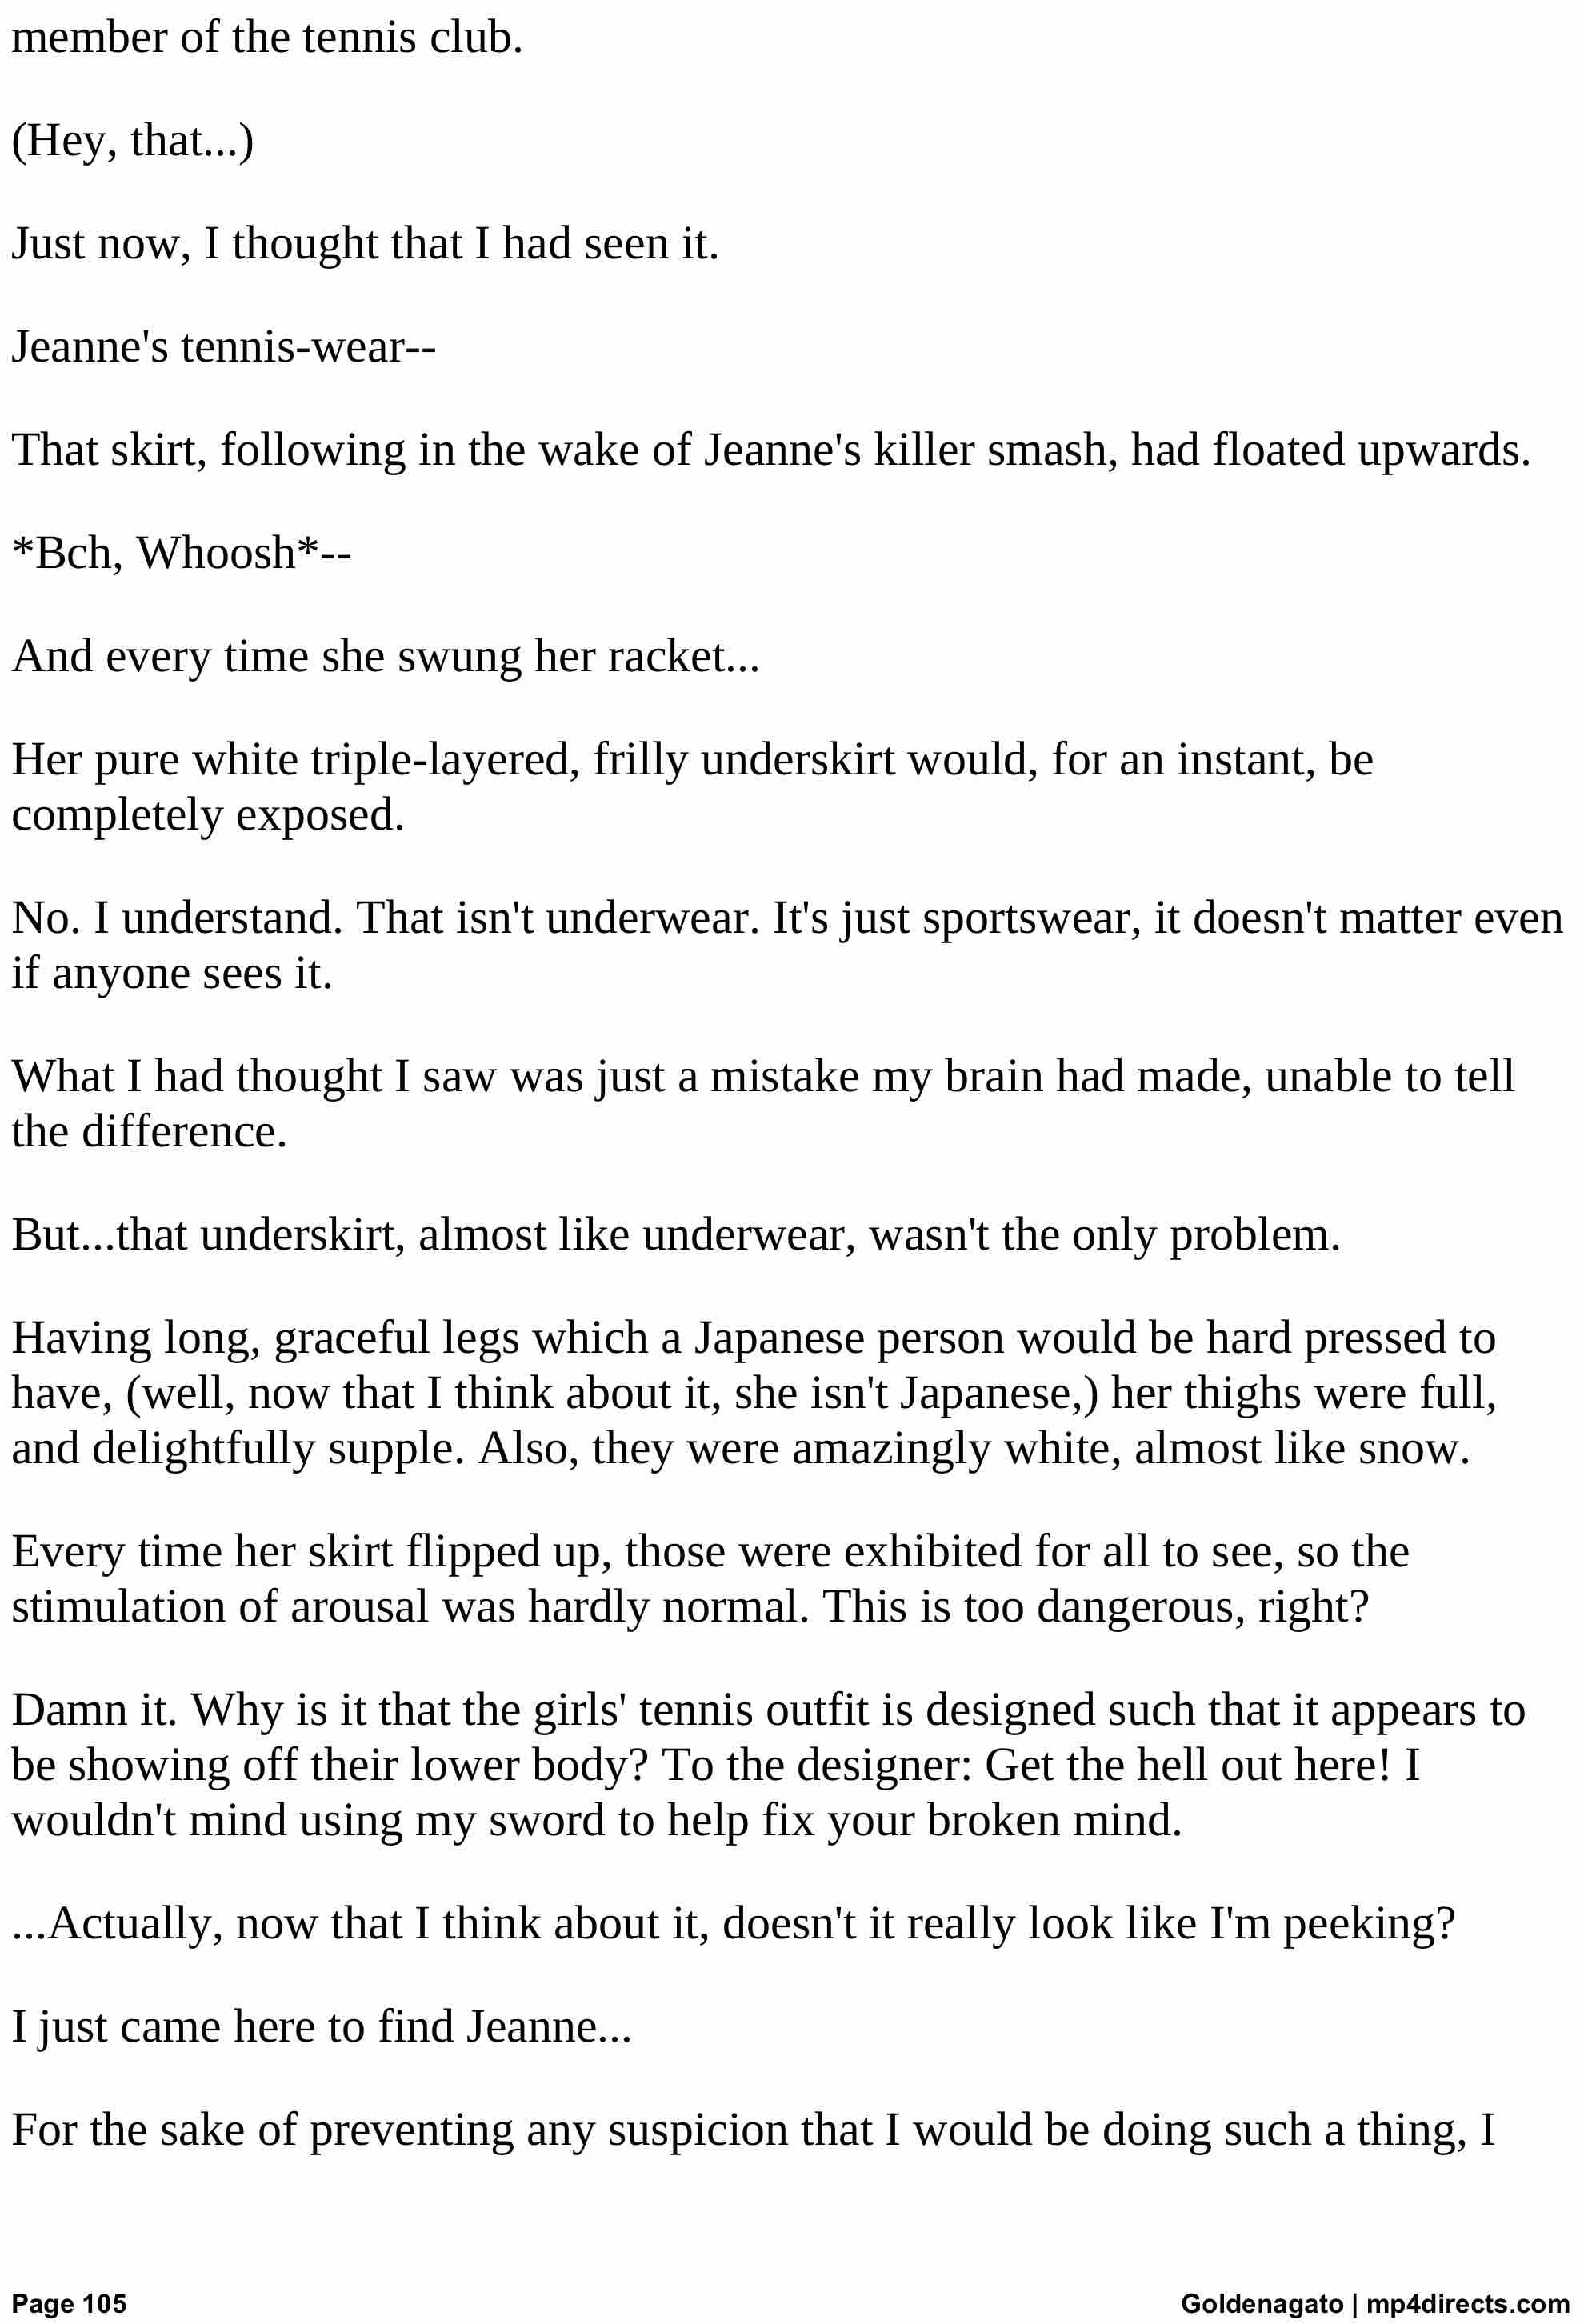 member of the tennis club.
(Hey, that...)
Just now, I thought that I had seen it.
Jeanne's tennis-wear--
That skirt, following in the wake of Jeanne's killer smash, had floated upwards.
*Bch, Whoosh*--
And every time she swung her racket...
Her pure white triple-layered, frilly underskirt would, for an instant, be
completely exposed.
No. I understand. That isn't underwear. It's just sportswear, it doesn't matter even
if anyone sees it.
What I had thought I saw was just a mistake my brain had made, unable to tell
the difference.
But...that underskirt, almost like underwear, wasn't the only problem.
Having long, graceful legs which a Japanese person would be hard pressed to
have, (well, now that I think about it, she isn't Japanese,) her thighs were full,
and delightfully supple. Also, they were amazingly white, almost like snow.
Every time her skirt flipped up, those were exhibited for all to see, so the
stimulation of arousal was hardly normal. This is too dangerous, right?
Damn it. Why is it that the girls' tennis outfit is designed such that it appears to
be showing off their lower body? To the designer: Get the hell out here! I
wouldn't mind using my sword to help fix your broken mind.
...Actually, now that I think about it, doesn't it really look like I'm peeking?
I just came here to find Jeanne...
For the sake of preventing any suspicion that I would be doing such a thing, I
Page 105
Goldenagato | mp4directs.com